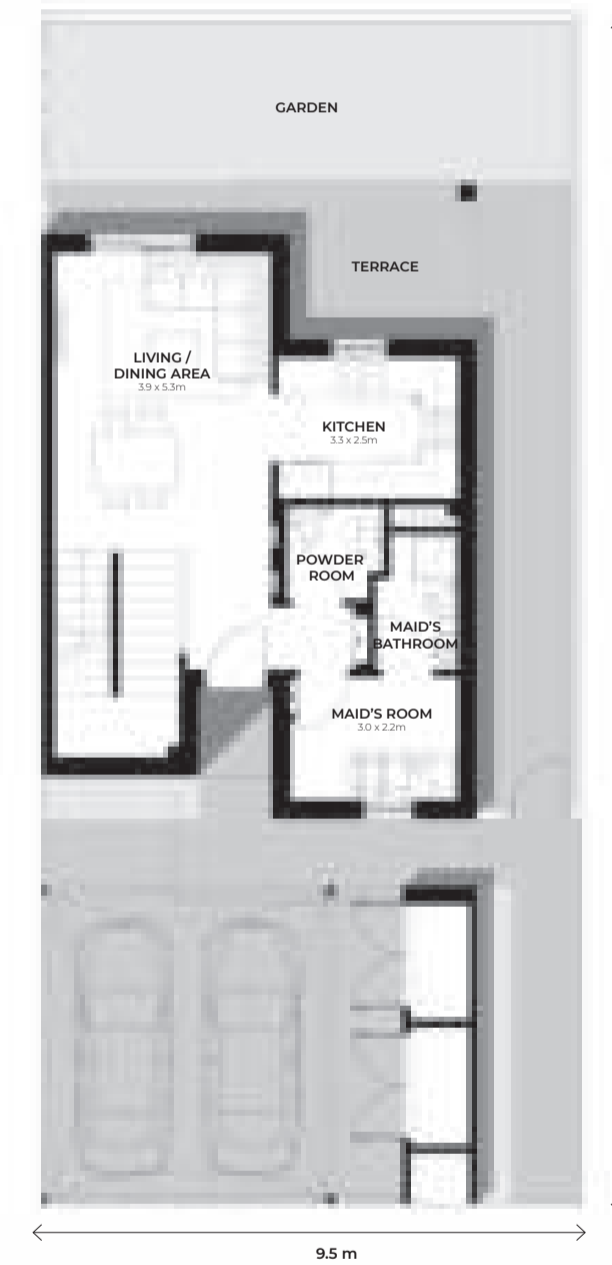 GARDEN
TERRACE
LIVING /
DINING AREA
3.9 x 5.3m
KITCHEN
3.3 x 2.5m
POWDER
ROOM
MAID'S
BATHROOM
MAID'S ROOM
3.0 x 2.2m
9.5 m